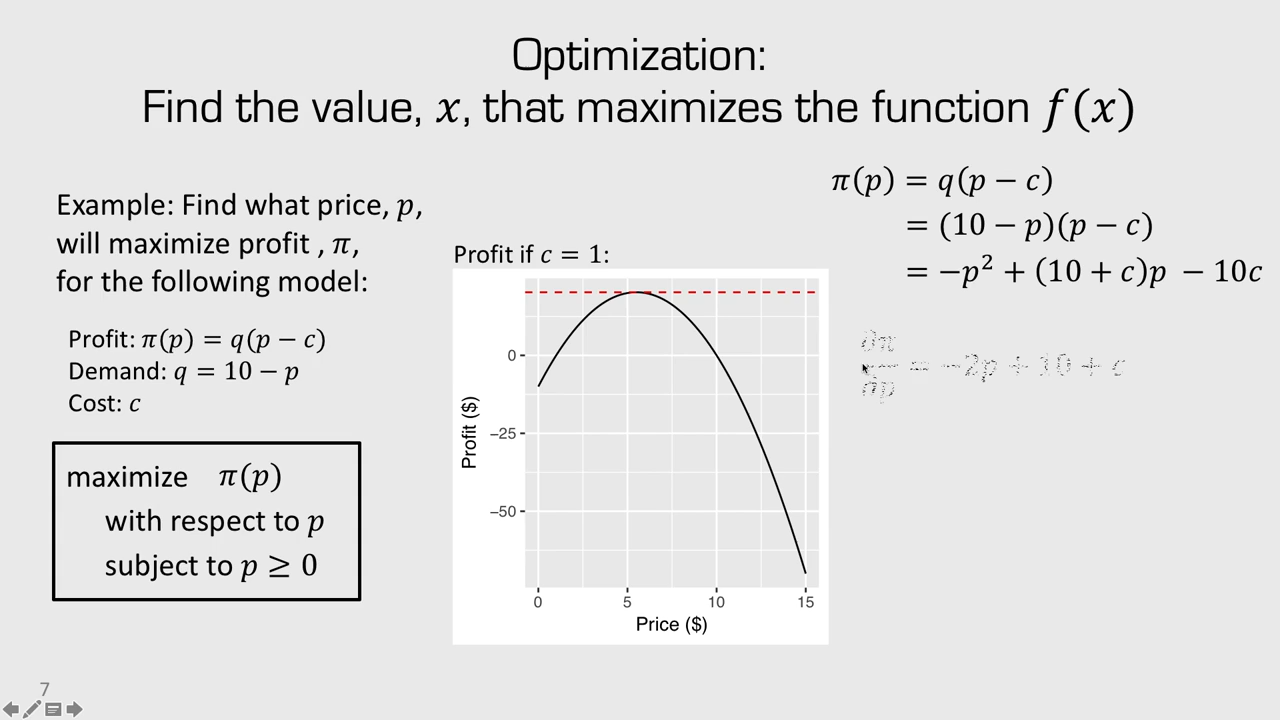 Optimization:
Find the value, x, that maximizes the function f(x)
Example: Find what price, p,
will maximize profit , π,
for the following model:
Profit: π(p) = q(p − c)
Demand: q = 10 − p
Cost: c
maximize π(p)
with respect to p
subject to p ≥ 0
Profit if c = 1:
Profit ($)
0
−25
−50
0 5 10 15
Price ($)
π(p) = q(p − c)
= (10 − p)(p − c)
= −p² + (10 + c)p − 10c
∂π/∂p = −2p + 10 + c
7